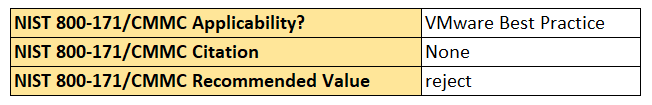 NIST 800-171/CMMC Applicability? VMware Best Practice
NIST 800-171/CMMC Citation None
NIST 800-171/CMMC Recommended Value reject